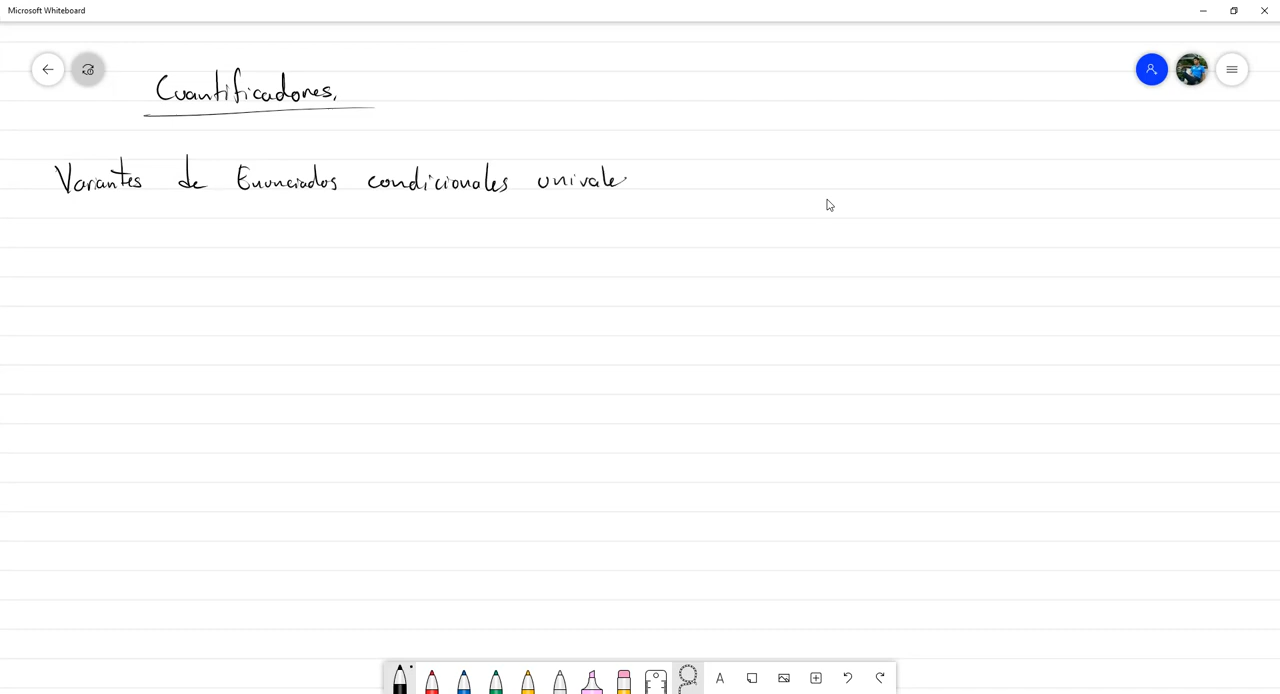 Microsoft Whiteboard
Cuantificadores.
Variantes de Enunciados condicionales univale
A